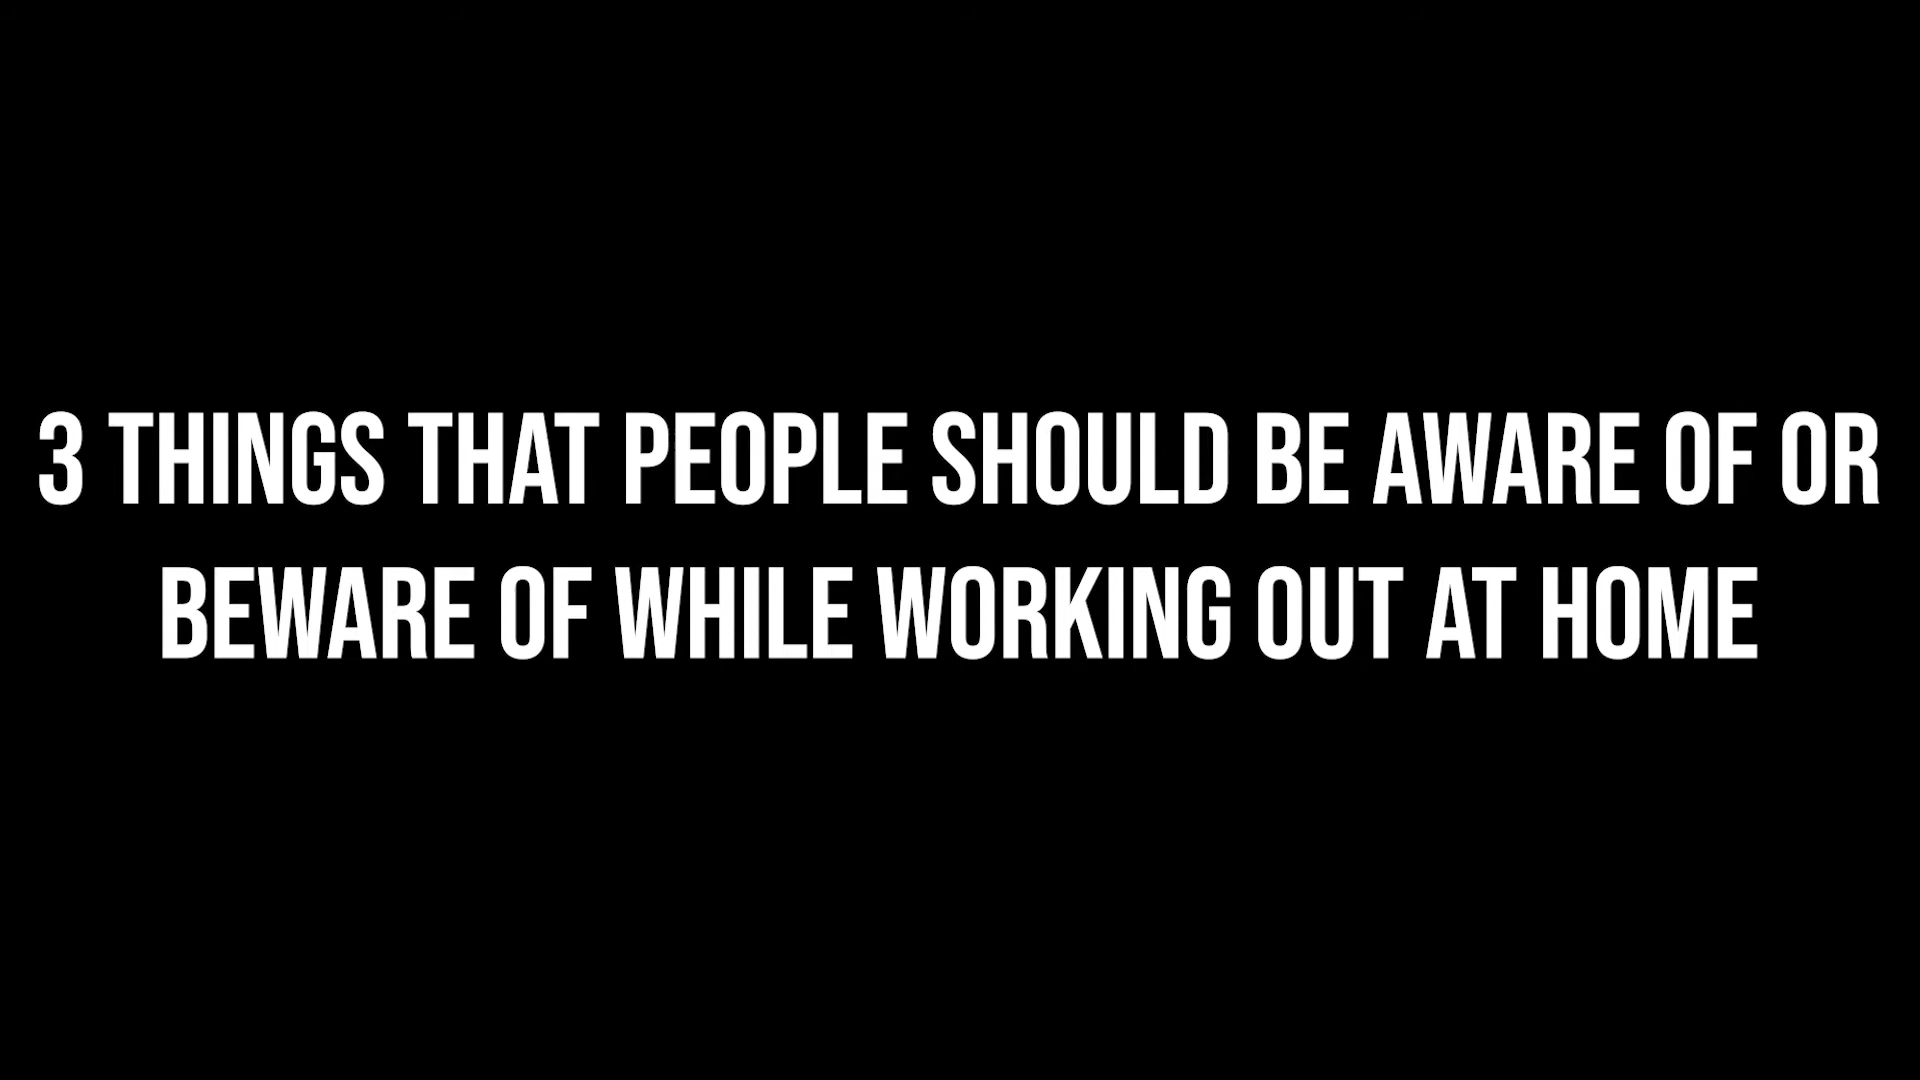 3 THINGS THAT PEOPLE SHOULD BE AWARE OF OR
BEWARE OF WHILE WORKING OUT AT HOME